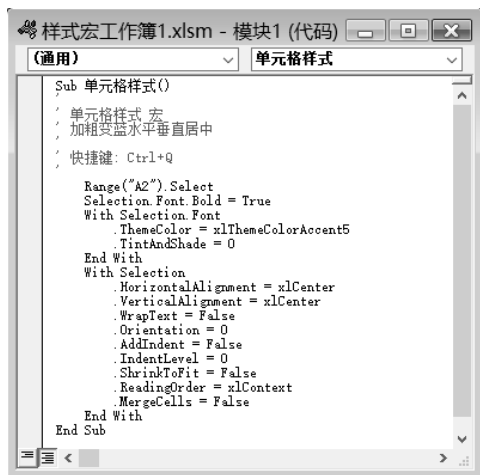 样式宏工作簿1.xlsm - 模块1 (代码)
(通用) 单元格样式
Sub 单元格样式()
'
' 单元格样式 宏
' 加粗变蓝水平垂直居中
'
' 快捷键: Ctrl+Q
'
Range("A2").Select
Selection.Font.Bold = True
With Selection.Font
.ThemeColor = xlThemeColorAccent5
.TintAndShade = 0
End With
With Selection
.HorizontalAlignment = xlCenter
.VerticalAlignment = xlCenter
.WrapText = False
.Orientation = 0
.AddIndent = False
.IndentLevel = 0
.ShrinkToFit = False
.ReadingOrder = xlContext
.MergeCells = False
End With
End Sub